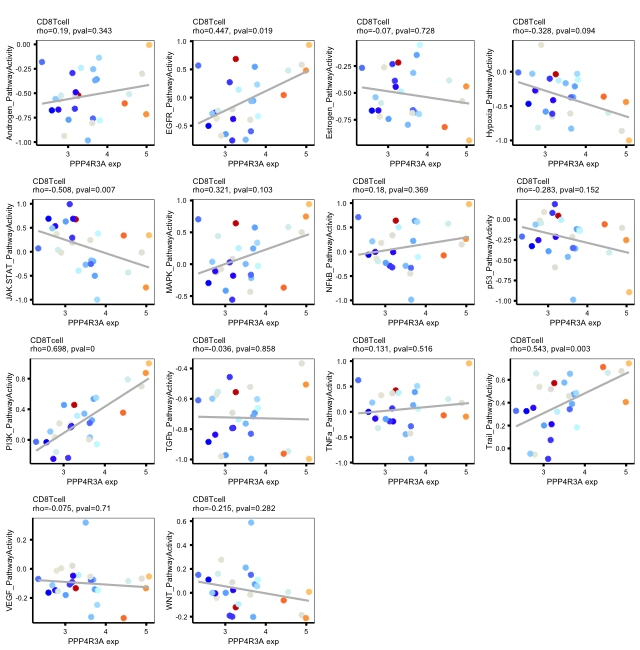 CD8Tcell
rho=0.19, pval=0.343
Androgen_PathwayActivity
0.00
-0.25
-0.50
-0.75
-1.00
3
4
5
PPP4R3A exp
CD8Tcell
rho=0.447, pval=0.019
EGFR_PathwayActivity
1.0
0.5
0.0
-0.5
3
4
5
PPP4R3A exp
CD8Tcell
rho=-0.07, pval=0.728
Estrogen_PathwayActivity
-0.25
-0.50
-0.75
3
4
5
PPP4R3A exp
CD8Tcell
rho=-0.328, pval=0.094
Hypoxia_PathwayActivity
0.0
-0.5
-1.0
3
4
5
PPP4R3A exp
CD8Tcell
rho=-0.508, pval=0.007
JAK-STAT_PathwayActivity
1.0
0.5
0.0
-0.5
-1.0
3
4
5
PPP4R3A exp
CD8Tcell
rho=0.321, pval=0.103
MAPK_PathwayActivity
1.0
0.5
0.0
-0.5
3
4
5
PPP4R3A exp
CD8Tcell
rho=0.18, pval=0.369
NFkB_PathwayActivity
1.0
0.5
0.0
-0.5
-1.0
3
4
5
PPP4R3A exp
CD8Tcell
rho=-0.283, pval=0.152
p53_PathwayActivity
0.00
-0.25
-0.50
-0.75
-1.00
3
4
5
PPP4R3A exp
CD8Tcell
rho=0.698, pval=0
PI3K_PathwayActivity
0.8
0.4
0.0
3
4
5
PPP4R3A exp
CD8Tcell
rho=-0.036, pval=0.858
TGFb_PathwayActivity
-0.4
-0.6
-0.8
-1.0
3
4
5
PPP4R3A exp
CD8Tcell
rho=0.131, pval=0.516
TNFa_PathwayActivity
1.0
0.5
0.0
-0.5
-1.0
3
4
5
PPP4R3A exp
CD8Tcell
rho=0.543, pval=0.003
Trail_PathwayActivity
0.6
0.4
0.2
0.0
3
4
5
PPP4R3A exp
CD8Tcell
rho=-0.075, pval=0.71
VEGF_PathwayActivity
0.2
0.0
-0.2
3
4
5
PPP4R3A exp
CD8Tcell
rho=-0.215, pval=0.282
WNT_PathwayActivity
0.6
0.4
0.2
0.0
-0.2
3
4
5
PPP4R3A exp